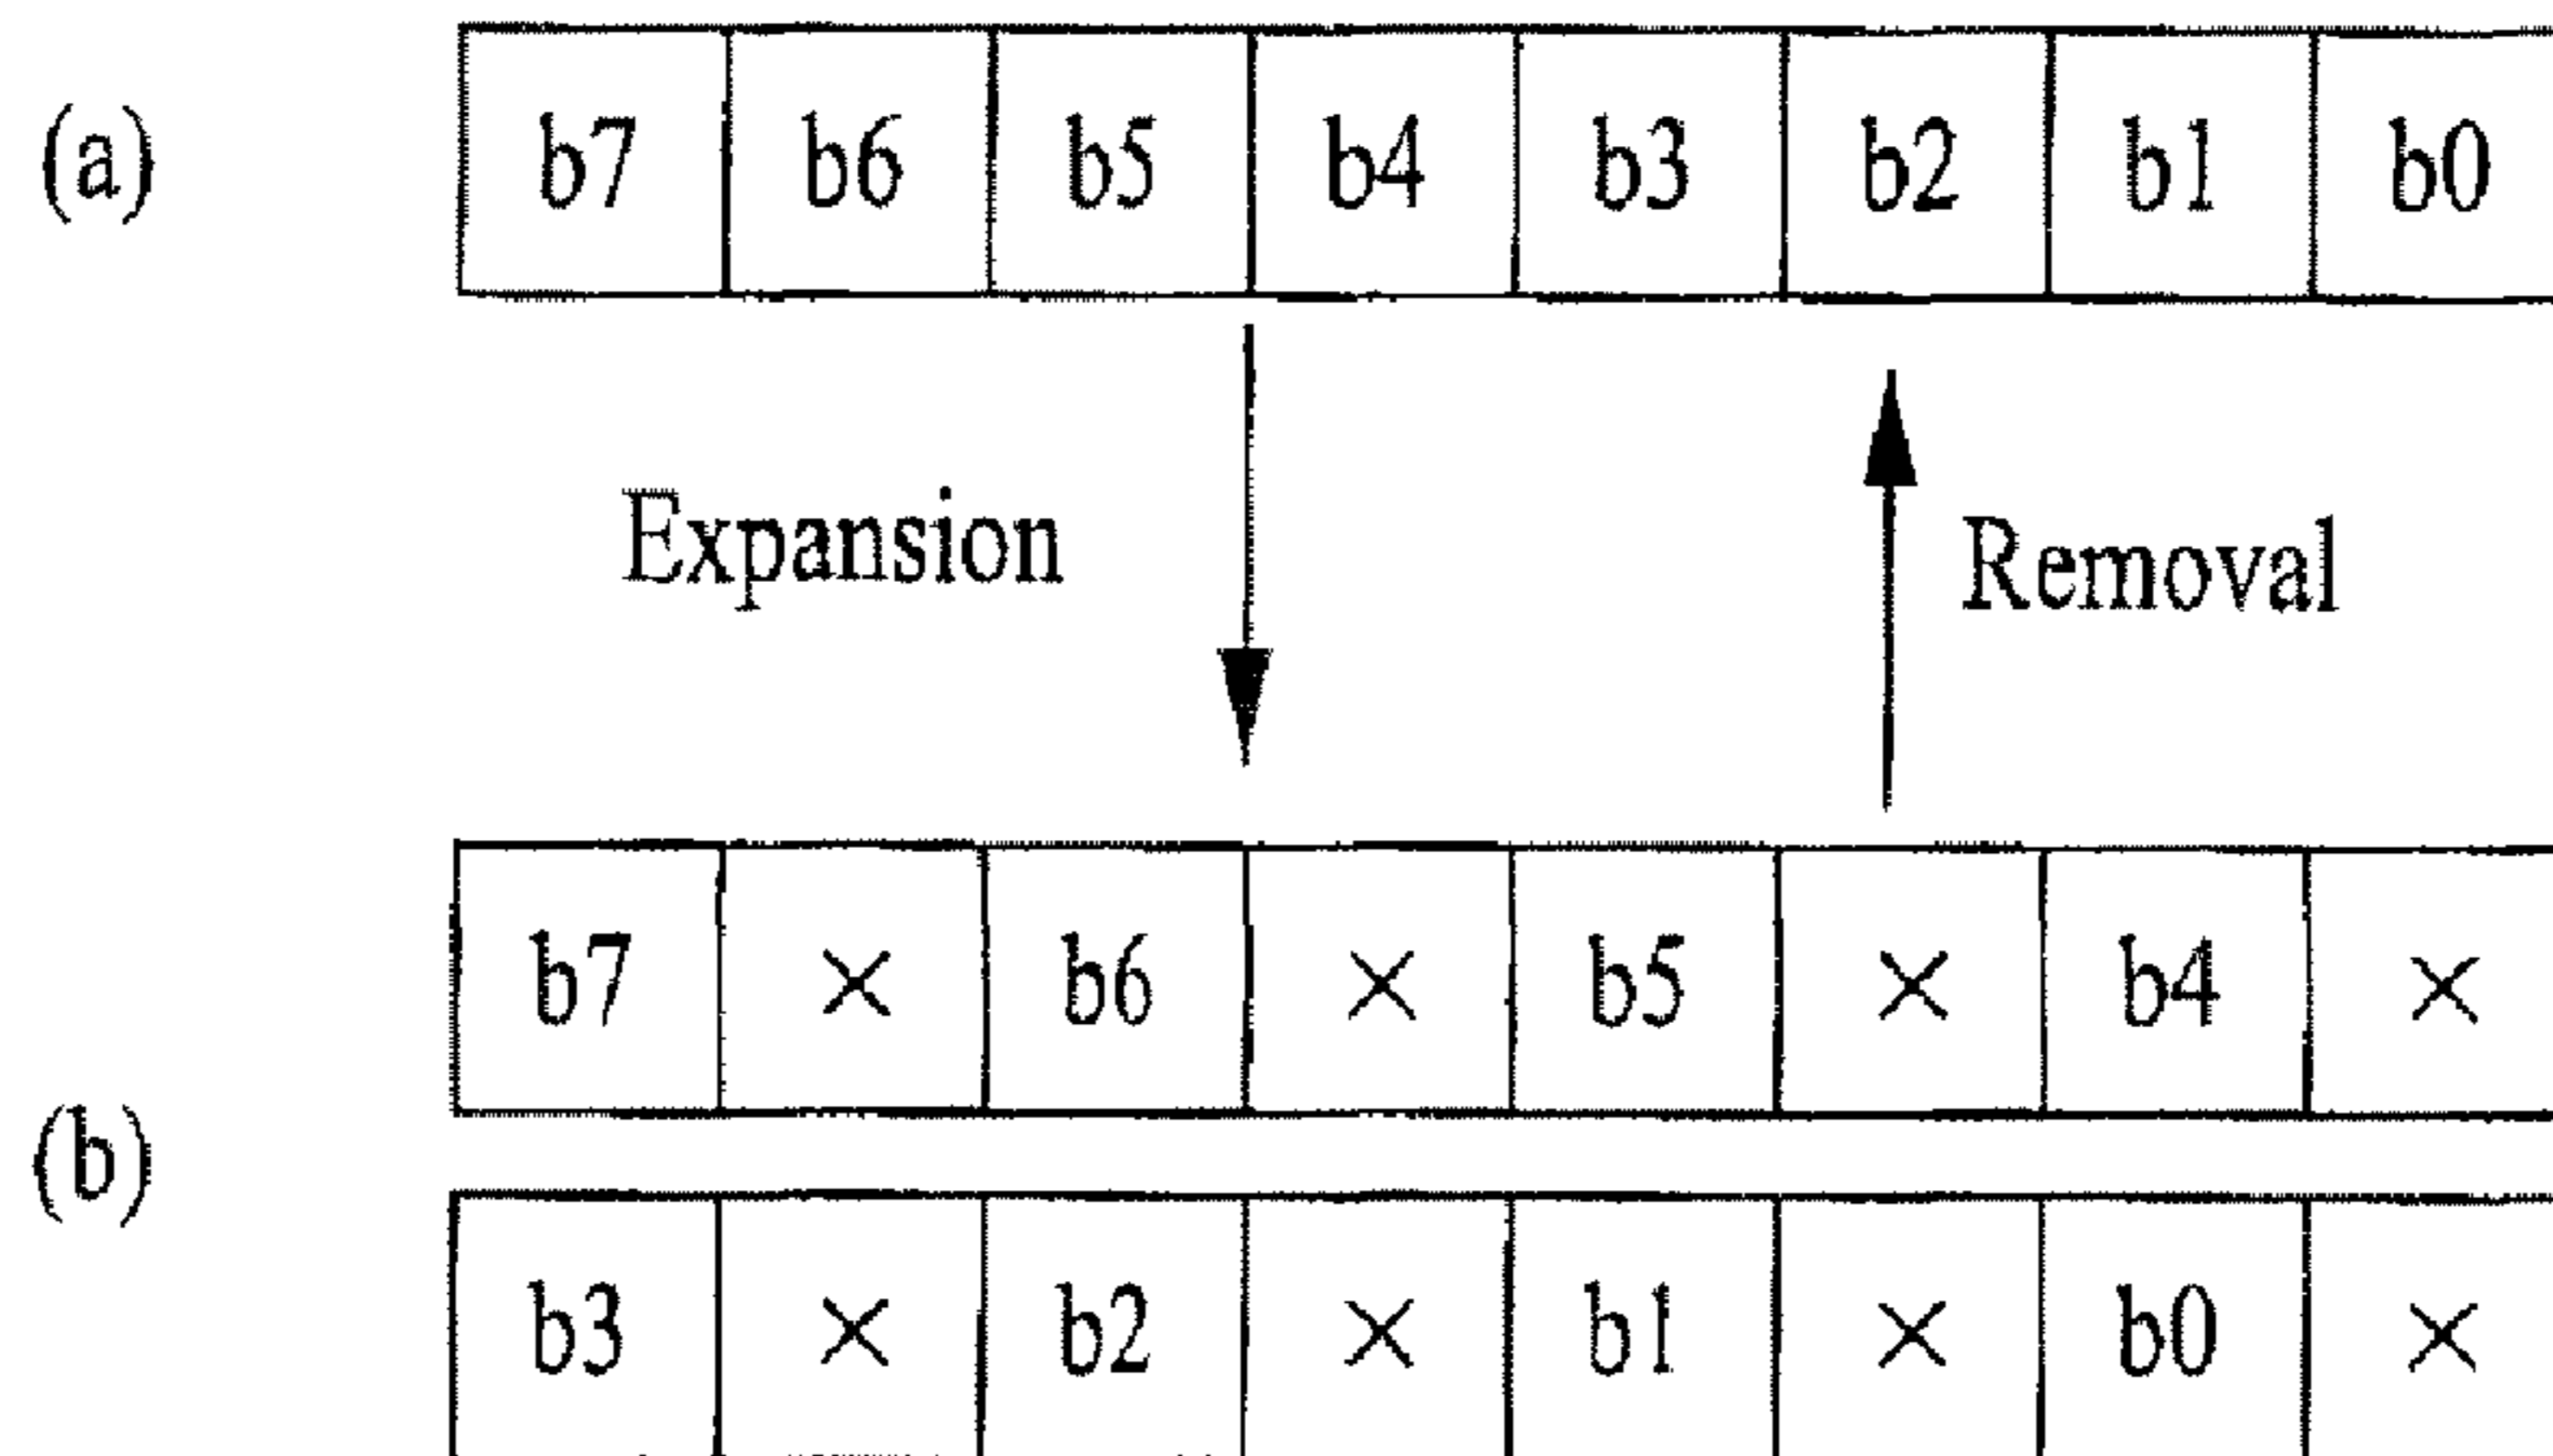 (a) b7 b6 b5 b4 b3 b2 b1 b0
Expansion Removal
(b)
b7 × b6 × b5 × b4 ×
b3 × b2 × b1 × b0 ×